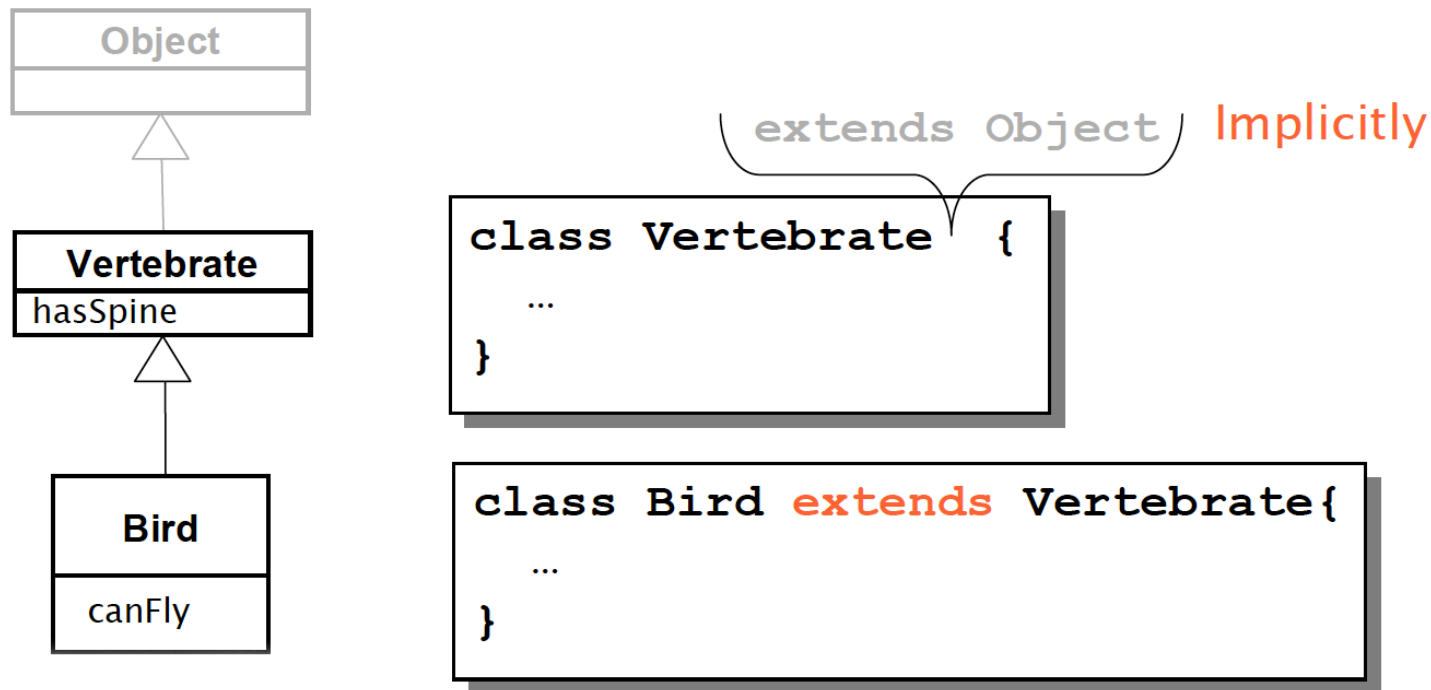 Object
Vertebrate
hasSpine
Bird
canFly
extends Object Implicitly
class Vertebrate {
...
}
class Bird extends Vertebrate{
...
}